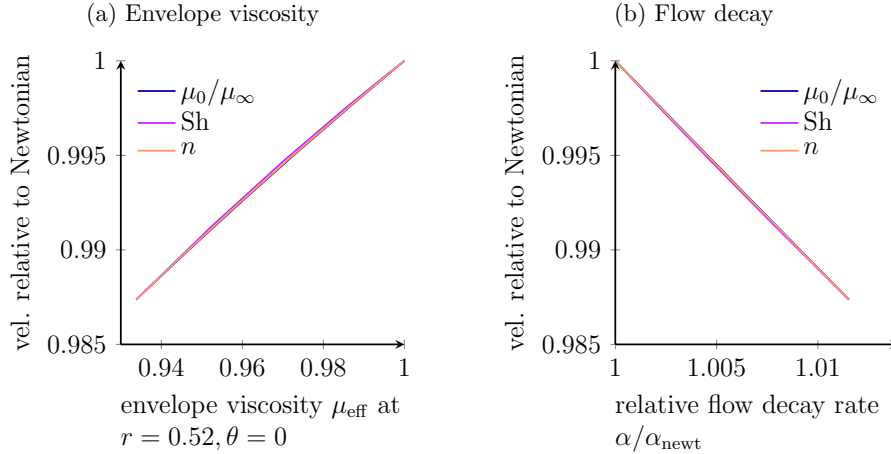 (a) Envelope viscosity
vel. relative to Newtonian
1
0.995
0.99
0.985
μ₀/μ∞
Sh
n
0.94 0.96 0.98 1
envelope viscosity μ_eff at
r = 0.52, θ = 0
(b) Flow decay
vel. relative to Newtonian
1
0.995
0.99
0.985
μ₀/μ∞
Sh
n
1 1.005 1.01
relative flow decay rate
α/α_newt